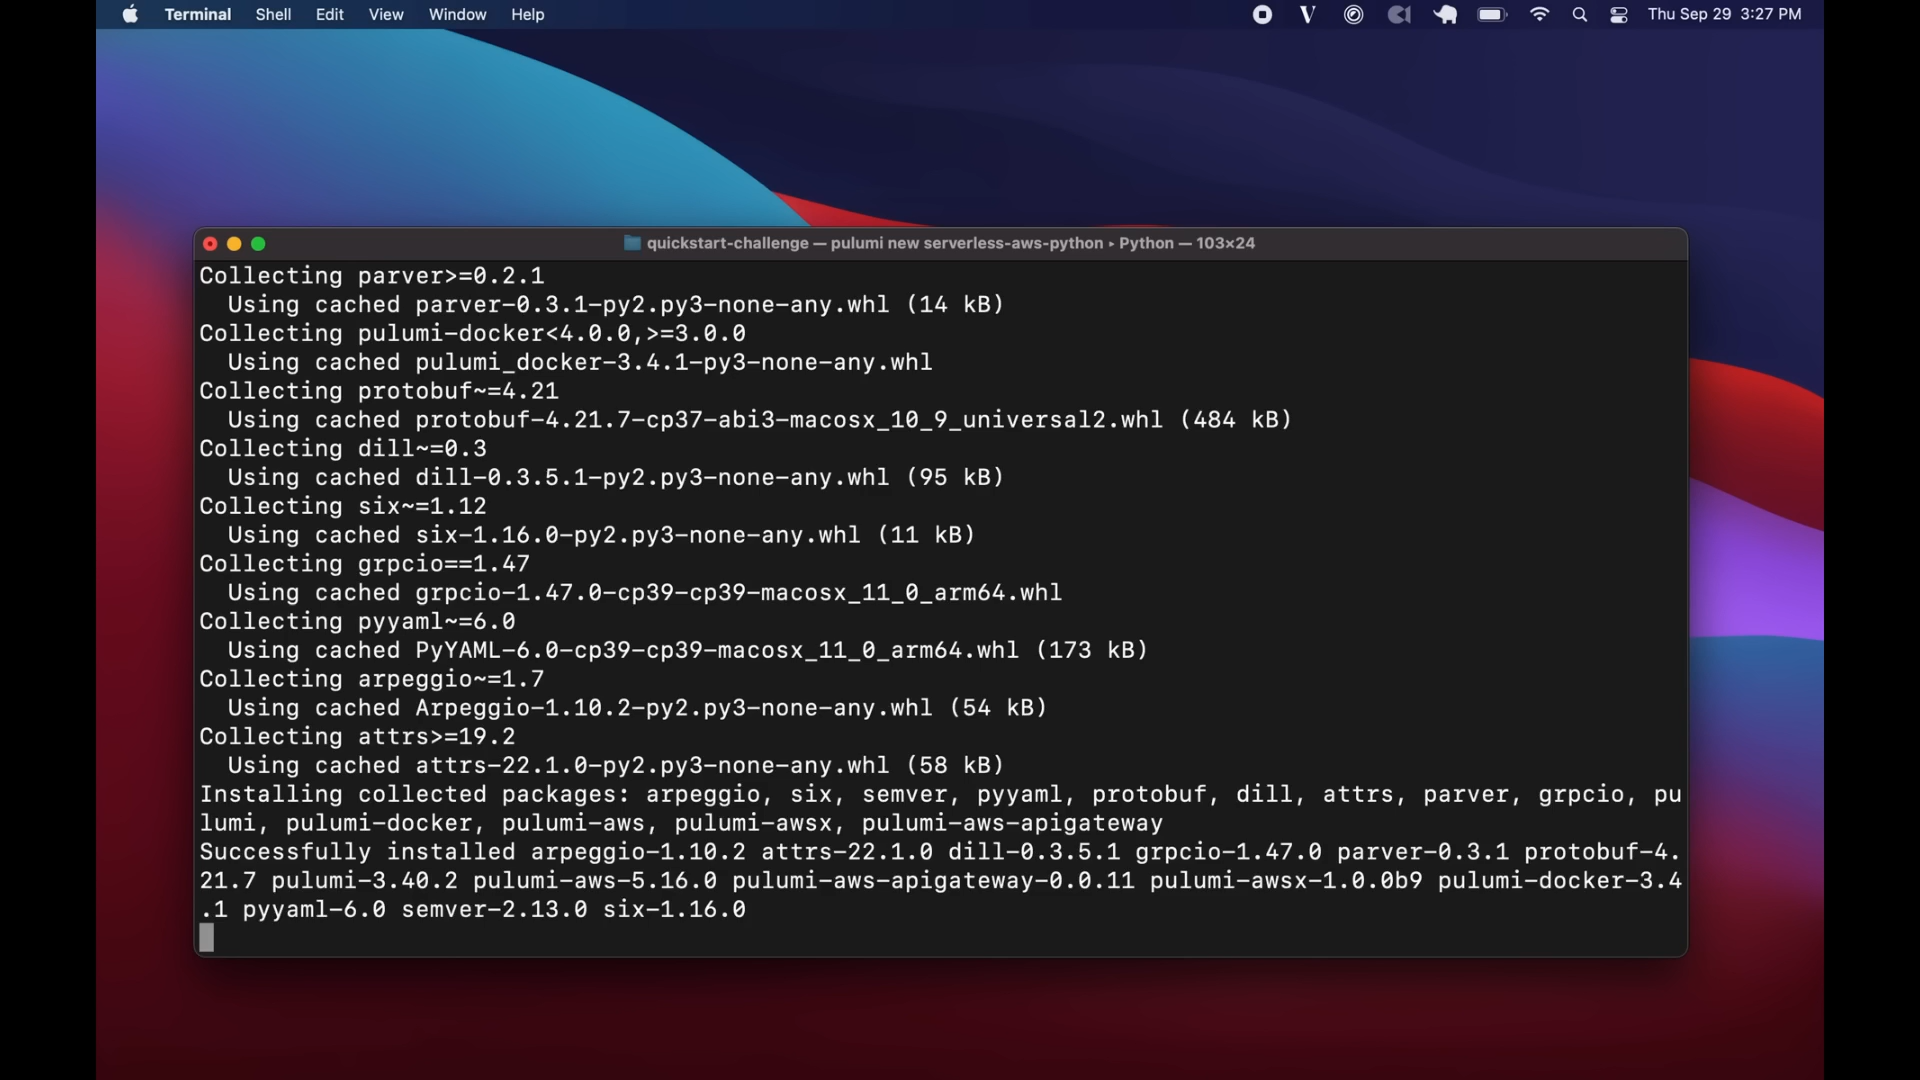 Terminal Shell Edit View Window Help V Thu Sep 29 3:27 PM
quickstart-challenge — pulumi new serverless-aws-python ▸ Python — 103×24
Collecting parver>=0.2.1
  Using cached parver-0.3.1-py2.py3-none-any.whl (14 kB)
Collecting pulumi-docker<4.0.0,>=3.0.0
  Using cached pulumi_docker-3.4.1-py3-none-any.whl
Collecting protobuf~=4.21
  Using cached protobuf-4.21.7-cp37-abi3-macosx_10_9_universal2.whl (484 kB)
Collecting dill~=0.3
  Using cached dill-0.3.5.1-py2.py3-none-any.whl (95 kB)
Collecting six~=1.12
  Using cached six-1.16.0-py2.py3-none-any.whl (11 kB)
Collecting grpcio==1.47
  Using cached grpcio-1.47.0-cp39-cp39-macosx_11_0_arm64.whl
Collecting pyyaml~=6.0
  Using cached PyYAML-6.0-cp39-cp39-macosx_11_0_arm64.whl (173 kB)
Collecting arpeggio~=1.7
  Using cached Arpeggio-1.10.2-py2.py3-none-any.whl (54 kB)
Collecting attrs>=19.2
  Using cached attrs-22.1.0-py2.py3-none-any.whl (58 kB)
Installing collected packages: arpeggio, six, semver, pyyaml, protobuf, dill, attrs, parver, grpcio, pu
lumi, pulumi-docker, pulumi-aws, pulumi-awsx, pulumi-aws-apigateway
Successfully installed arpeggio-1.10.2 attrs-22.1.0 dill-0.3.5.1 grpcio-1.47.0 parver-0.3.1 protobuf-4.
21.7 pulumi-3.40.2 pulumi-aws-5.16.0 pulumi-aws-apigateway-0.0.11 pulumi-awsx-1.0.0b9 pulumi-docker-3.4
.1 pyyaml-6.0 semver-2.13.0 six-1.16.0